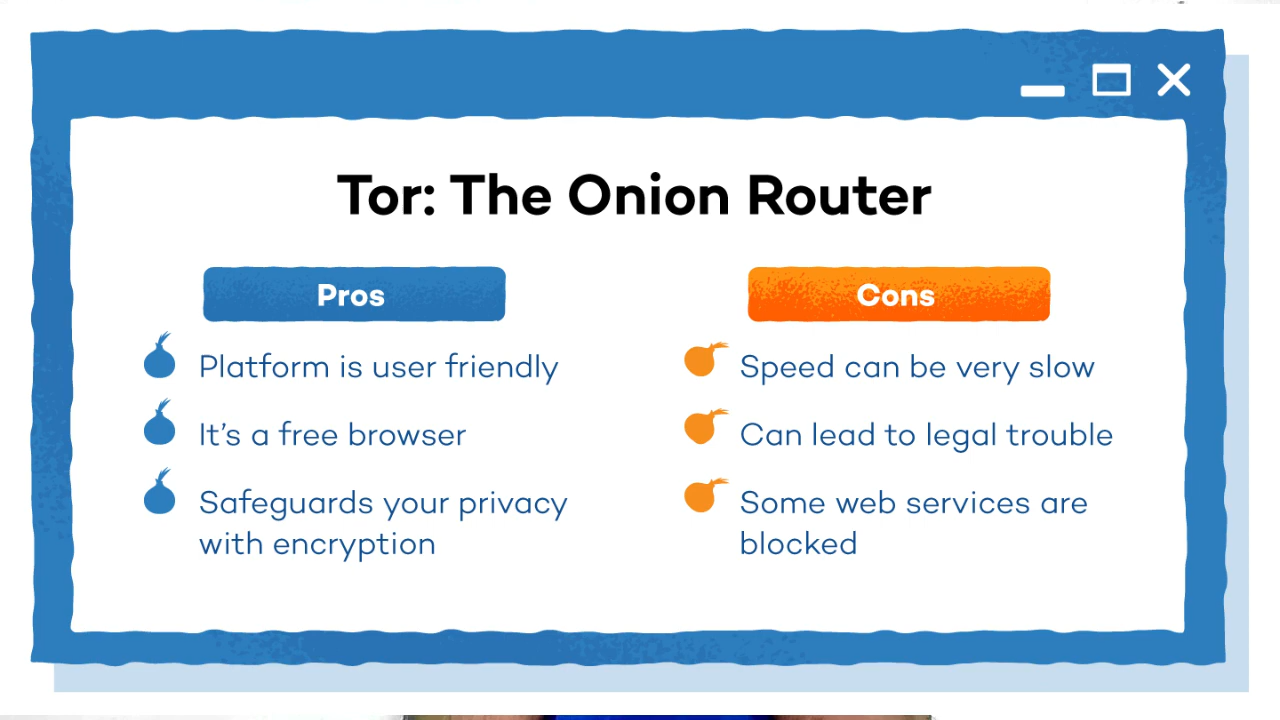 Tor: The Onion Router
Pros
Platform is user friendly
It's a free browser
Safeguards your privacy
with encryption
Cons
Speed can be very slow
Can lead to legal trouble
Some web services are
blocked